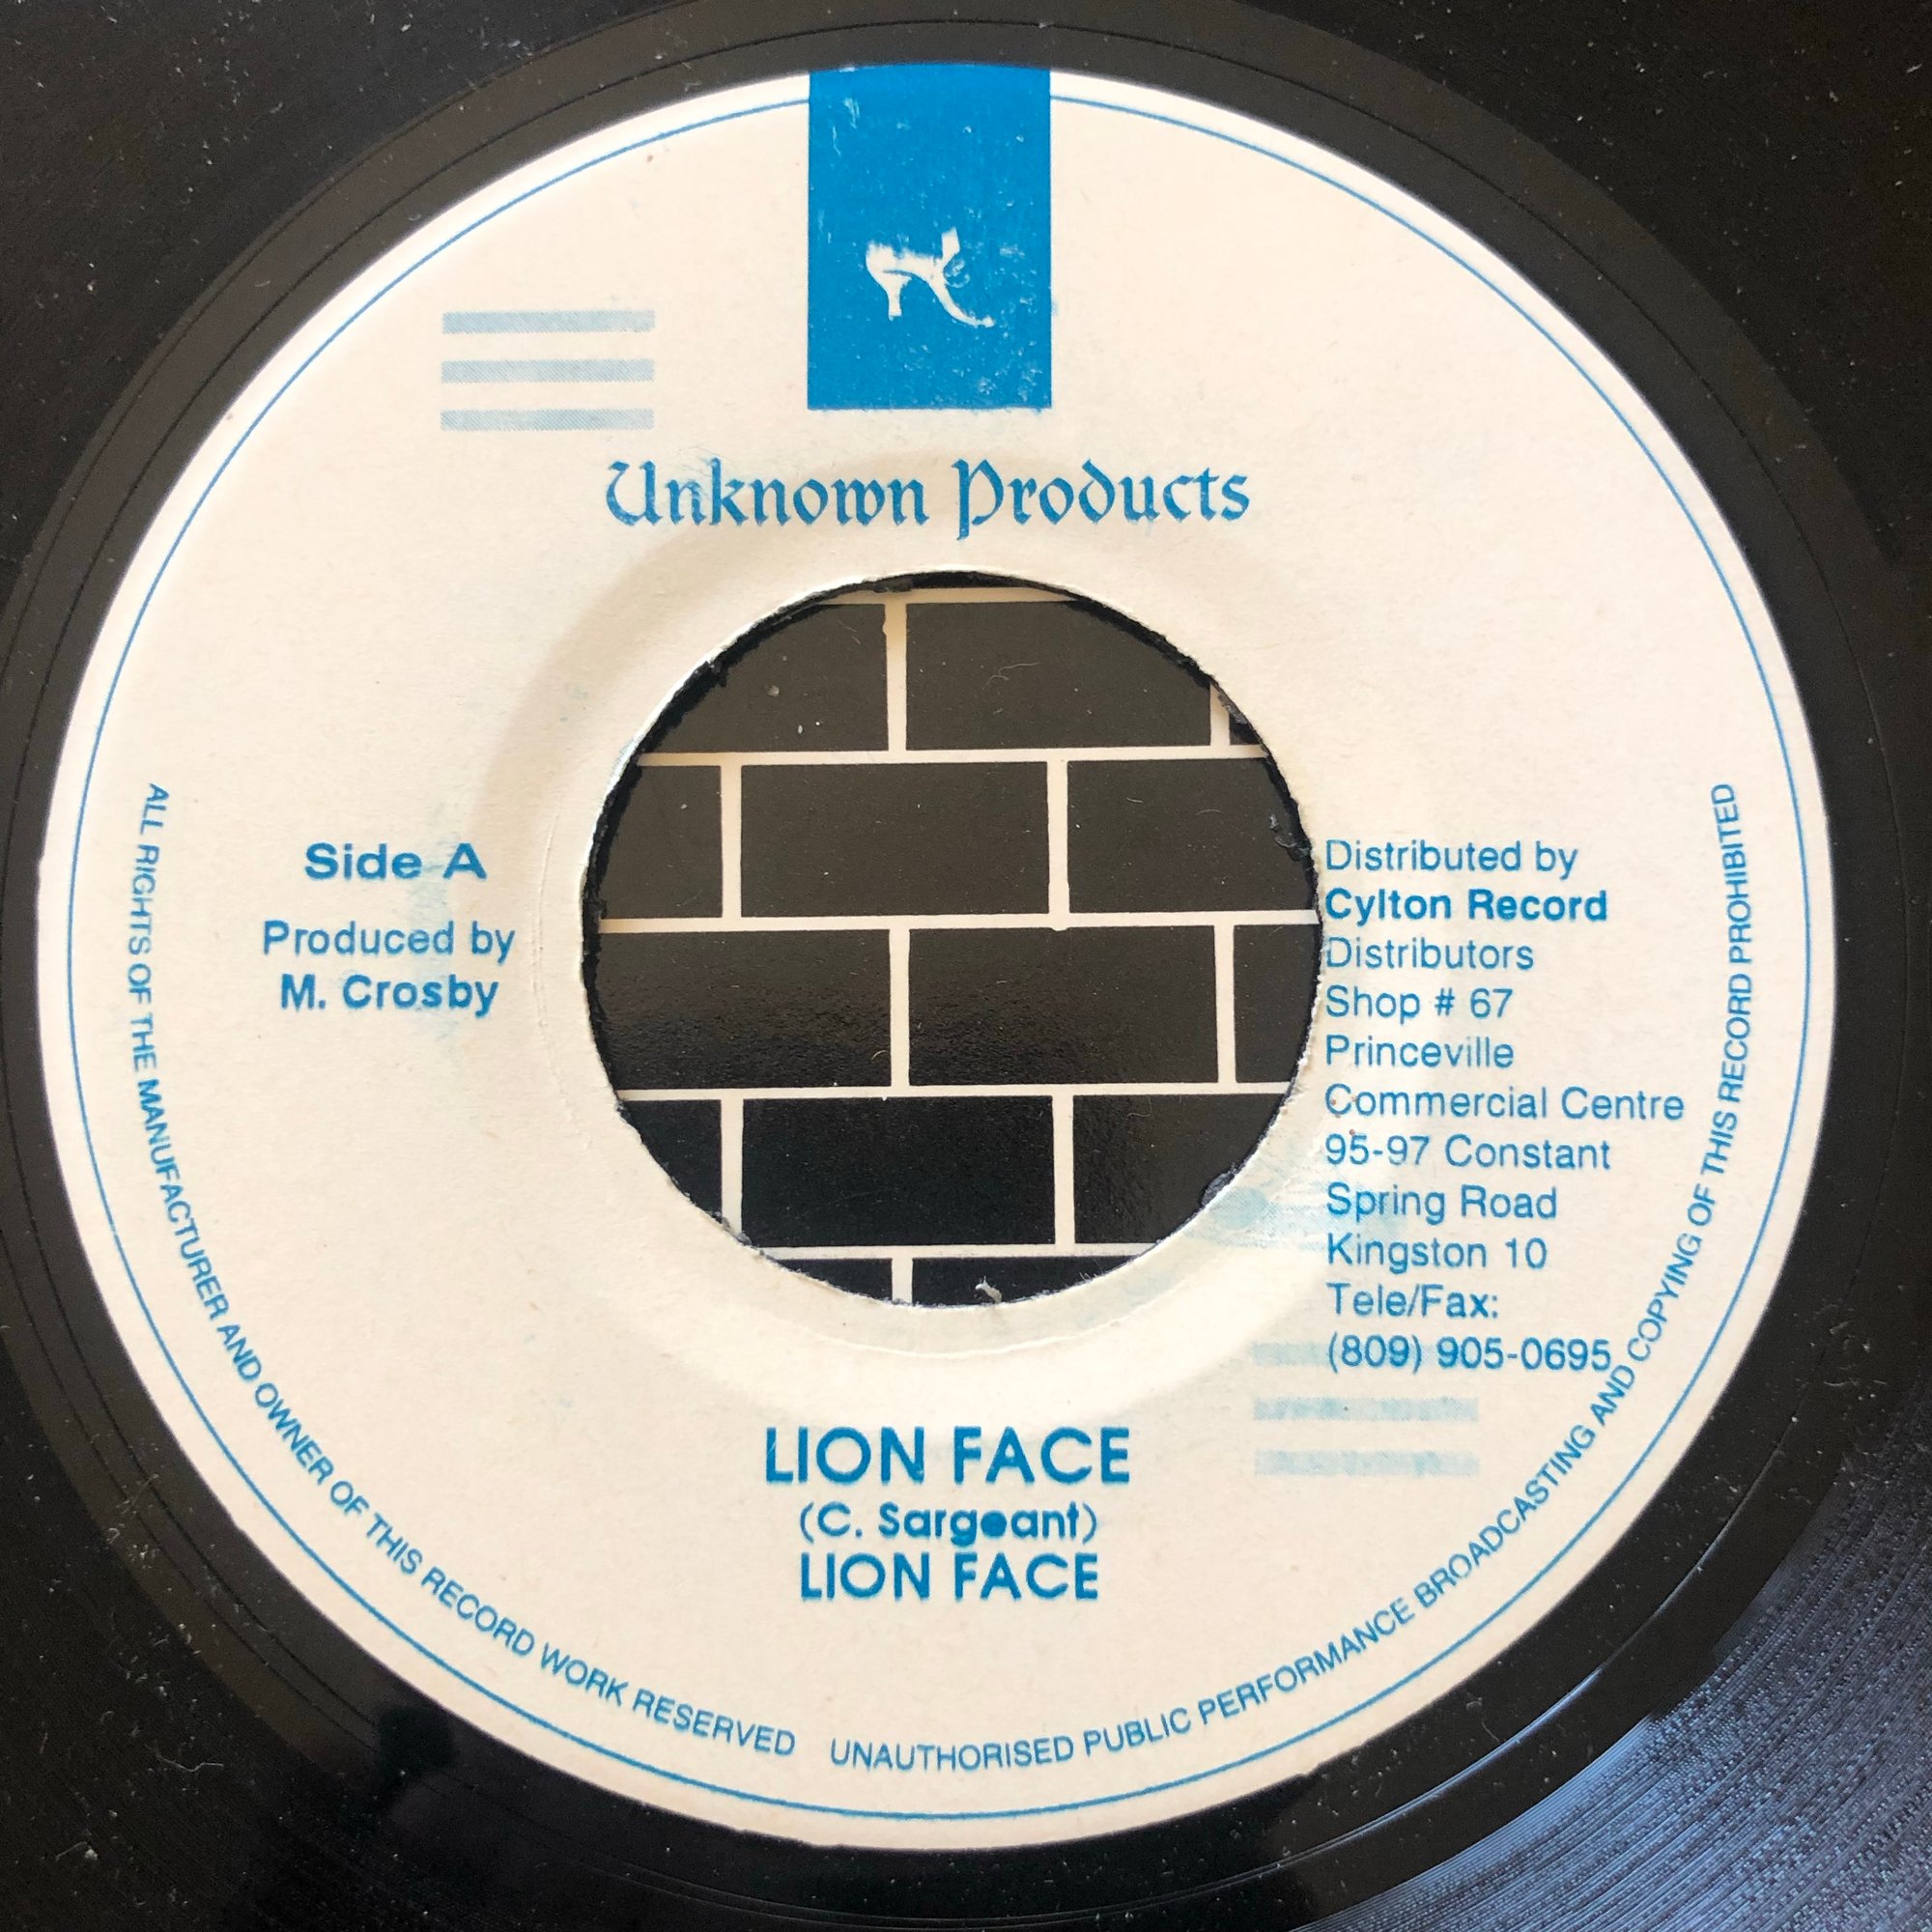 Unknown Products
Side A
Produced by
M. Crosby
Distributed by
Cylton Record
Distributors
Shop # 67
Princeville
Commercial Centre
95-97 Constant
Spring Road
Kingston 10
Tele/Fax:
(809) 905-0695
LION FACE
(C. Sargeant)
LION FACE
ALL RIGHTS OF THE MANUFACTURER AND OWNER OF THIS RECORD WORK RESERVED UNAUTHORISED PUBLIC PERFORMANCE BROADCASTING AND COPYING OF THIS RECORD PROHIBITED